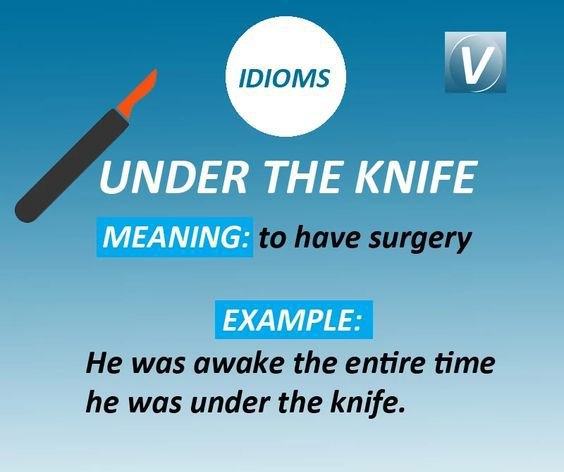 IDIOMS
V
UNDER THE KNIFE
MEANING: to have surgery
EXAMPLE:
He was awake the entire time
he was under the knife.